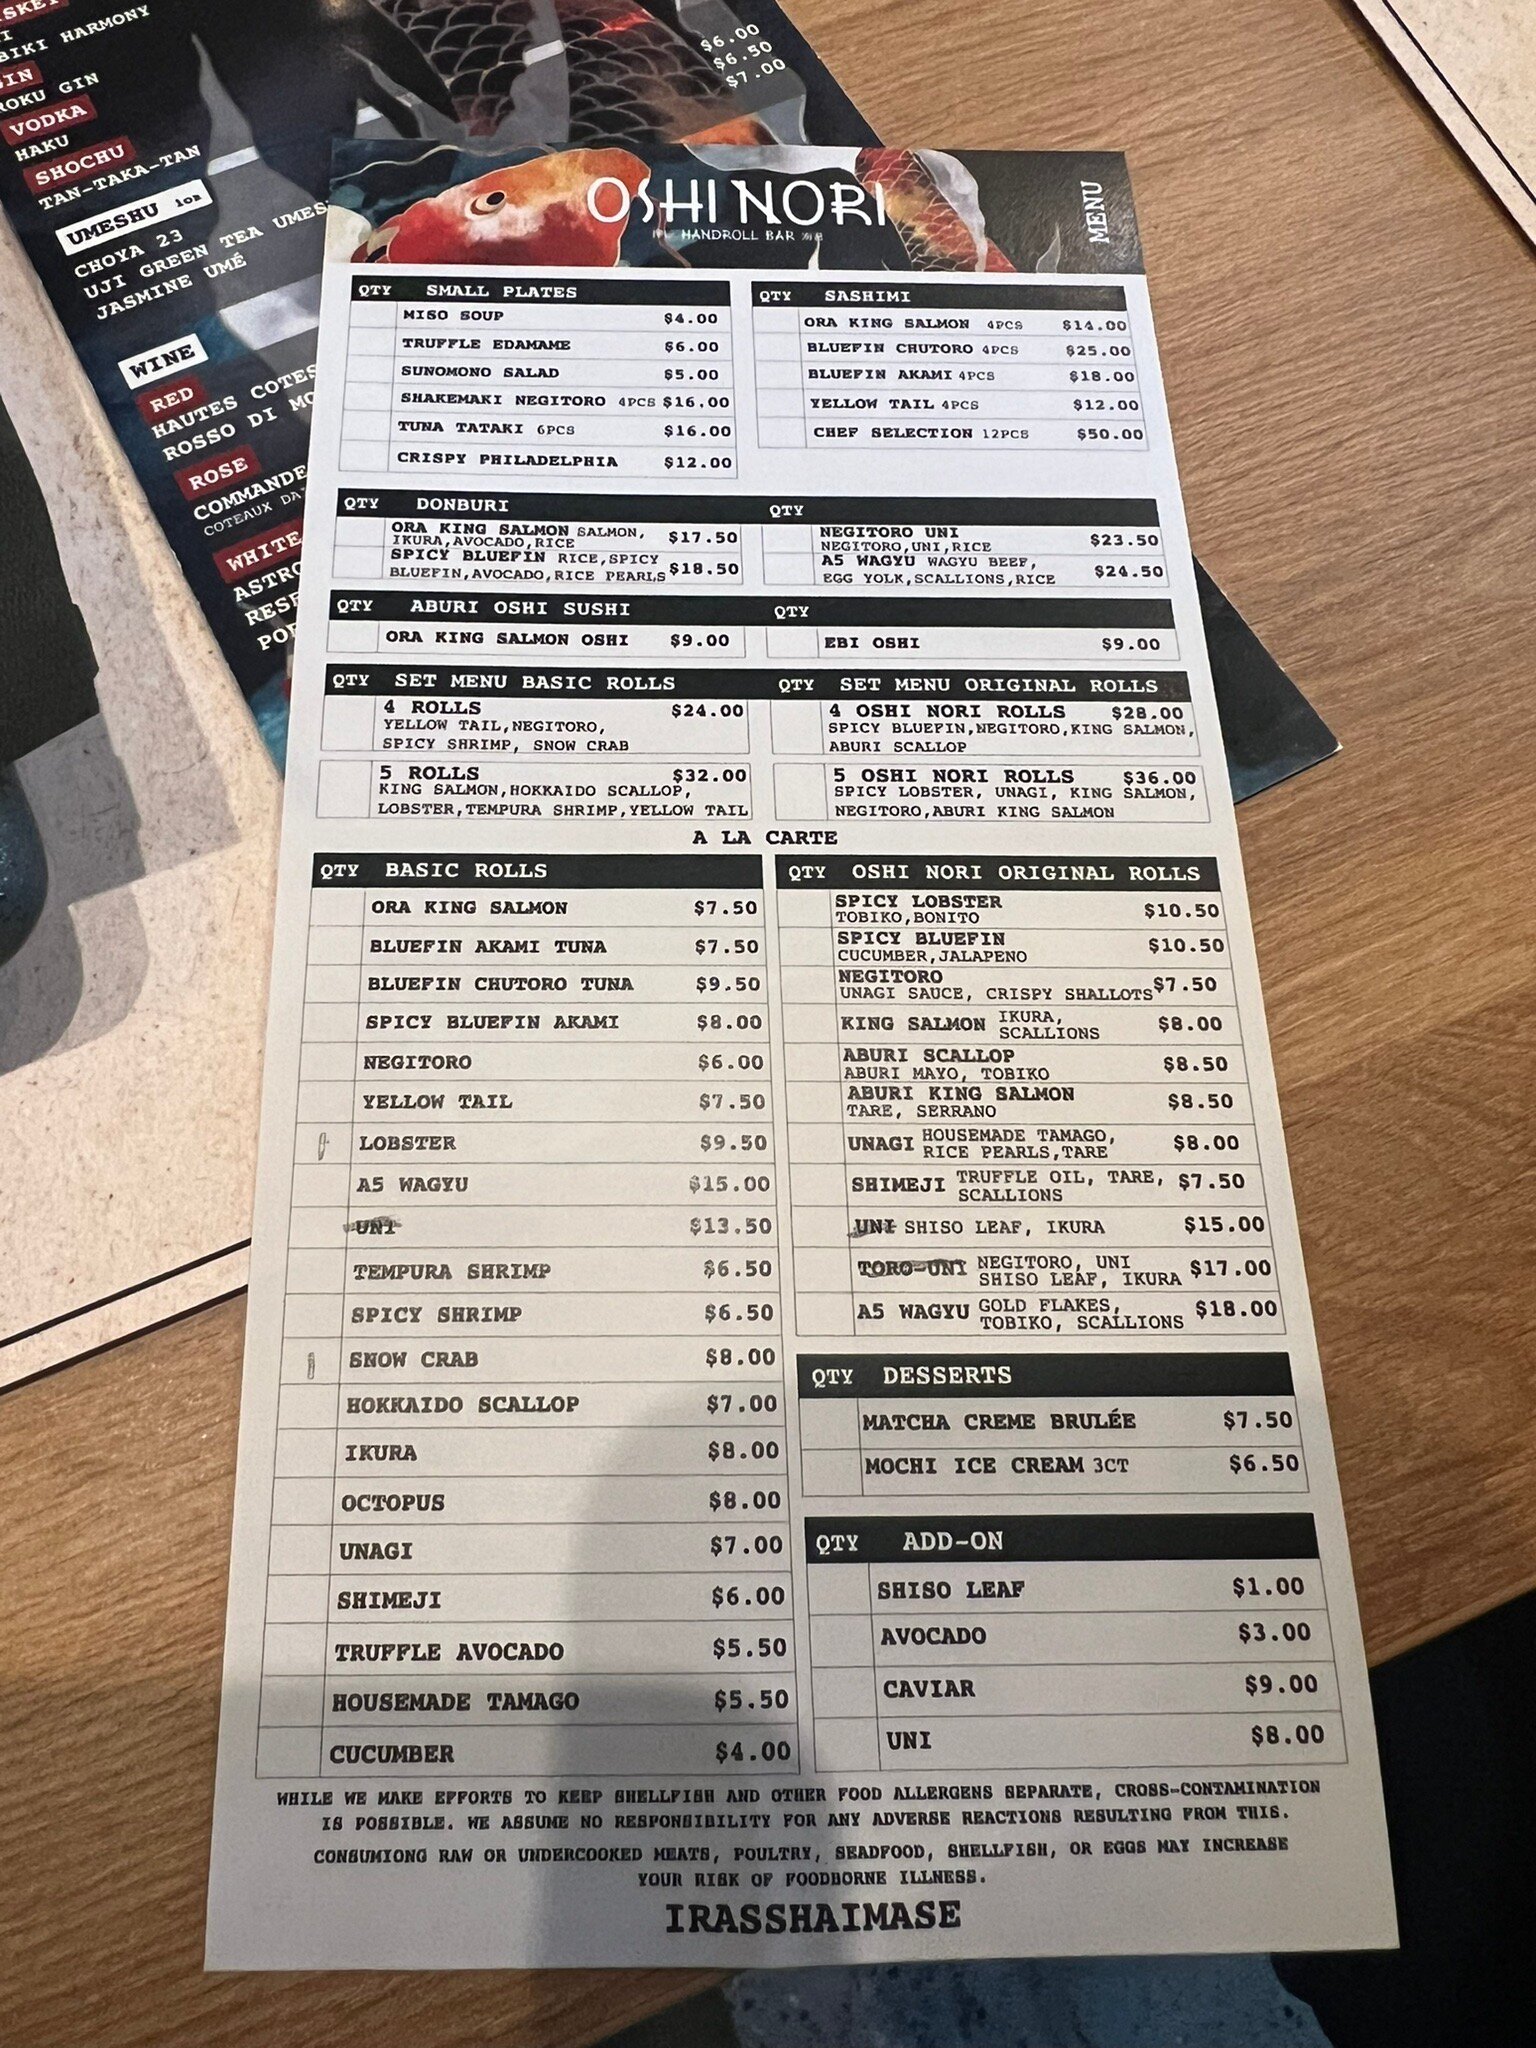 BIKI HARMONY
ROKU GIN
VODKA
HAKU
SHOCHU
TAN-TAKA-TAN
UMESHU
CHOYA 23
UJI GREEN TEA UMES
JASMINE UMÉ
$6.00
$6.50
$7.00
WINE
RED
HAUTES COTES
ROSSO DI MO
ROSE
COMMANDE
COTEAUX DA
WHITE
ASTRO
RESE
OSHI NORI
HANDROLL BAR
MENU
QTY SMALL PLATES
MISO SOUP $4.00
TRUFFLE EDAMAME $6.00
SUNOMONO SALAD $5.00
SHAKEMAKI NEGITORO 4PCS $16.00
TUNA TATAKI 6PCS $16.00
CRISPY PHILADELPHIA $12.00
QTY SASHIMI
ORA KING SALMON 4PCS $14.00
BLUEFIN CHUTORO 4PCS $25.00
BLUEFIN AKAMI 4PCS $18.00
YELLOW TAIL 4PCS $12.00
CHEF SELECTION 12PCS $50.00
QTY DONBURI
ORA KING SALMON SALMON, $17.50
IKURA,AVOCADO,RICE
SPICY BLUEFIN RICE,SPICY $18.50
BLUEFIN,AVOCADO,RICE PEARLS
QTY
NEGITORO UNI $23.50
NEGITORO,UNI,RICE
A5 WAGYU WAGYU BEEF, $24.50
EGG YOLK,SCALLIONS,RICE
QTY ABURI OSHI SUSHI
ORA KING SALMON OSHI $9.00
QTY
EBI OSHI $9.00
QTY SET MENU BASIC ROLLS
4 ROLLS $24.00
YELLOW TAIL,NEGITORO,
SPICY SHRIMP, SNOW CRAB
5 ROLLS $32.00
KING SALMON,HOKKAIDO SCALLOP,
LOBSTER,TEMPURA SHRIMP,YELLOW TAIL
QTY SET MENU ORIGINAL ROLLS
4 OSHI NORI ROLLS $28.00
SPICY BLUEFIN,NEGITORO,KING SALMON,
ABURI SCALLOP
5 OSHI NORI ROLLS $36.00
SPICY LOBSTER, UNAGI, KING SALMON,
NEGITORO,ABURI KING SALMON
A LA CARTE
QTY BASIC ROLLS
ORA KING SALMON $7.50
BLUEFIN AKAMI TUNA $7.50
BLUEFIN CHUTORO TUNA $9.50
SPICY BLUEFIN AKAMI $8.00
NEGITORO $6.00
YELLOW TAIL $7.50
LOBSTER $9.50
A5 WAGYU $15.00
UNI $13.50
TEMPURA SHRIMP $6.50
SPICY SHRIMP $6.50
SNOW CRAB $8.00
HOKKAIDO SCALLOP $7.00
IKURA $8.00
OCTOPUS $8.00
UNAGI $7.00
SHIMEJI $6.00
TRUFFLE AVOCADO $5.50
HOUSEMADE TAMAGO $5.50
CUCUMBER $4.00
QTY OSHI NORI ORIGINAL ROLLS
SPICY LOBSTER $10.50
TOBIKO,BONITO
SPICY BLUEFIN $10.50
CUCUMBER,JALAPENO
NEGITORO $7.50
UNAGI SAUCE, CRISPY SHALLOTS
KING SALMON IKURA, $8.00
SCALLIONS
ABURI SCALLOP $8.50
ABURI MAYO, TOBIKO
ABURI KING SALMON $8.50
TARE, SERRANO
UNAGI HOUSEMADE TAMAGO, $8.00
RICE PEARLS,TARE
SHIMEJI TRUFFLE OIL, TARE, $7.50
SCALLIONS
UNI SHISO LEAF, IKURA $15.00
TORO-UNI NEGITORO, UNI $17.00
SHISO LEAF, IKURA
A5 WAGYU GOLD FLAKES, $18.00
TOBIKO, SCALLIONS
QTY DESSERTS
MATCHA CREME BRULÉE $7.50
MOCHI ICE CREAM 3CT $6.50
QTY ADD-ON
SHISO LEAF $1.00
AVOCADO $3.00
CAVIAR $9.00
UNI $8.00
WHILE WE MAKE EFFORTS TO KEEP SHELLFISH AND OTHER FOOD ALLERGENS SEPARATE, CROSS-CONTAMINATION
IS POSSIBLE. WE ASSUME NO RESPONSIBILITY FOR ANY ADVERSE REACTIONS RESULTING FROM THIS.
CONSUMIONG RAW OR UNDERCOOKED MEATS, POULTRY, SEADFOOD, SHELLFISH, OR EGGS MAY INCREASE
YOUR RISK OF FOODBORNE ILLNESS.
IRASSHAIMASE